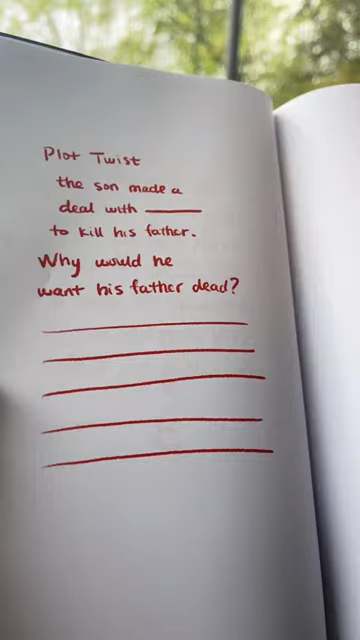 Plot Twist
the son made a
deal with ______
to kill his father.
Why would he
want his father dead?